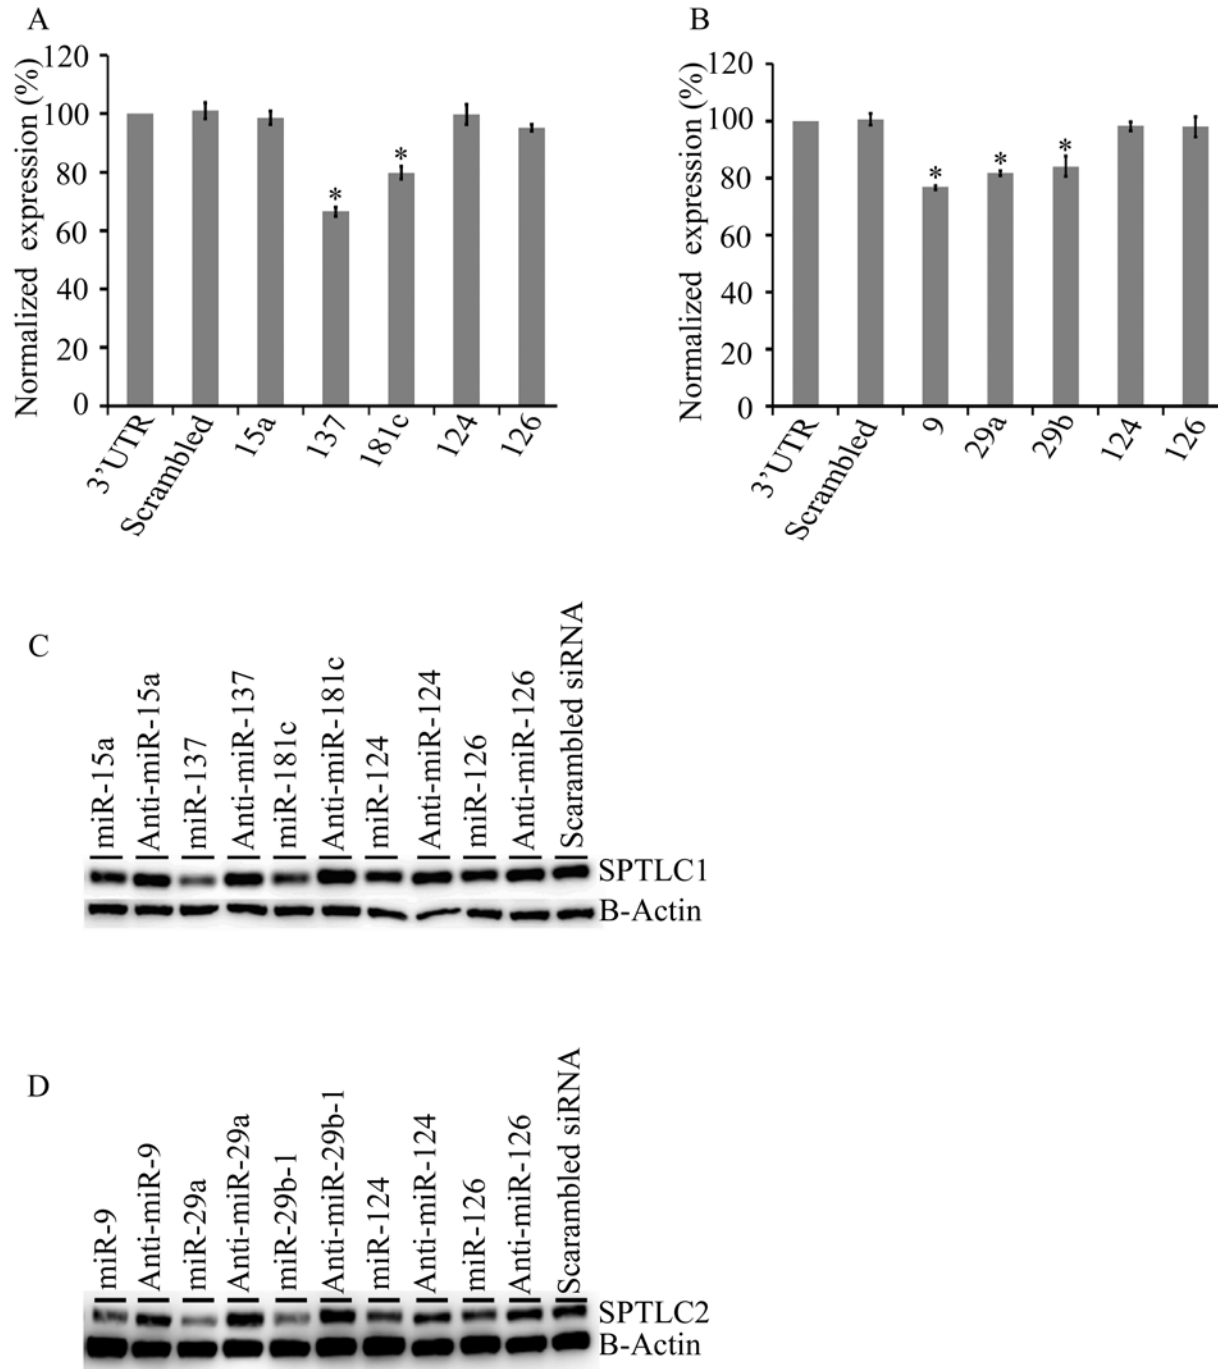 A
Normalized expression (%)
120
100
80
60
40
20
0
*
*
3'UTR
Scrambled
15a
137
181c
124
126
B
Normalized expression (%)
120
100
80
60
40
20
0
*
*
*
3'UTR
Scrambled
9
29a
29b
124
126
C
miR-15a
Anti-miR-15a
miR-137
Anti-miR-137
miR-181c
Anti-miR-181c
miR-124
Anti-miR-124
miR-126
Anti-miR-126
Scarambled siRNA
SPTLC1
B-Actin
D
miR-9
Anti-miR-9
miR-29a
Anti-miR-29a
miR-29b-1
Anti-miR-29b-1
miR-124
Anti-miR-124
miR-126
Anti-miR-126
Scarambled siRNA
SPTLC2
B-Actin